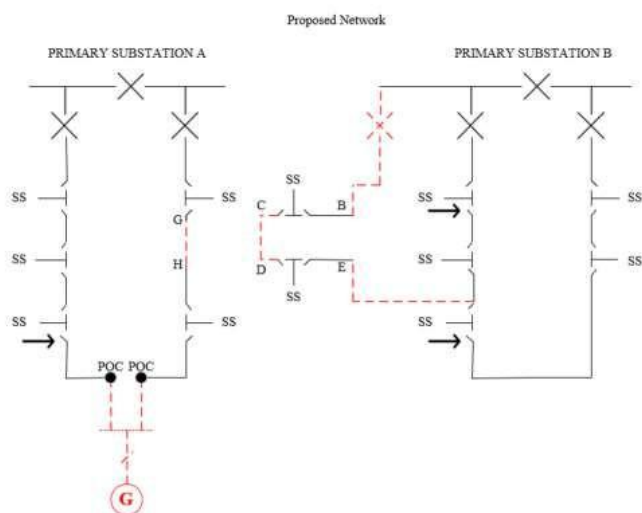 Proposed Network
PRIMARY SUBSTATION A
PRIMARY SUBSTATION B
SS
SS
SS
SS
SS
C
B
G
SS
SS
H
D
E
SS
SS
SS
SS
SS
POC
POC
G